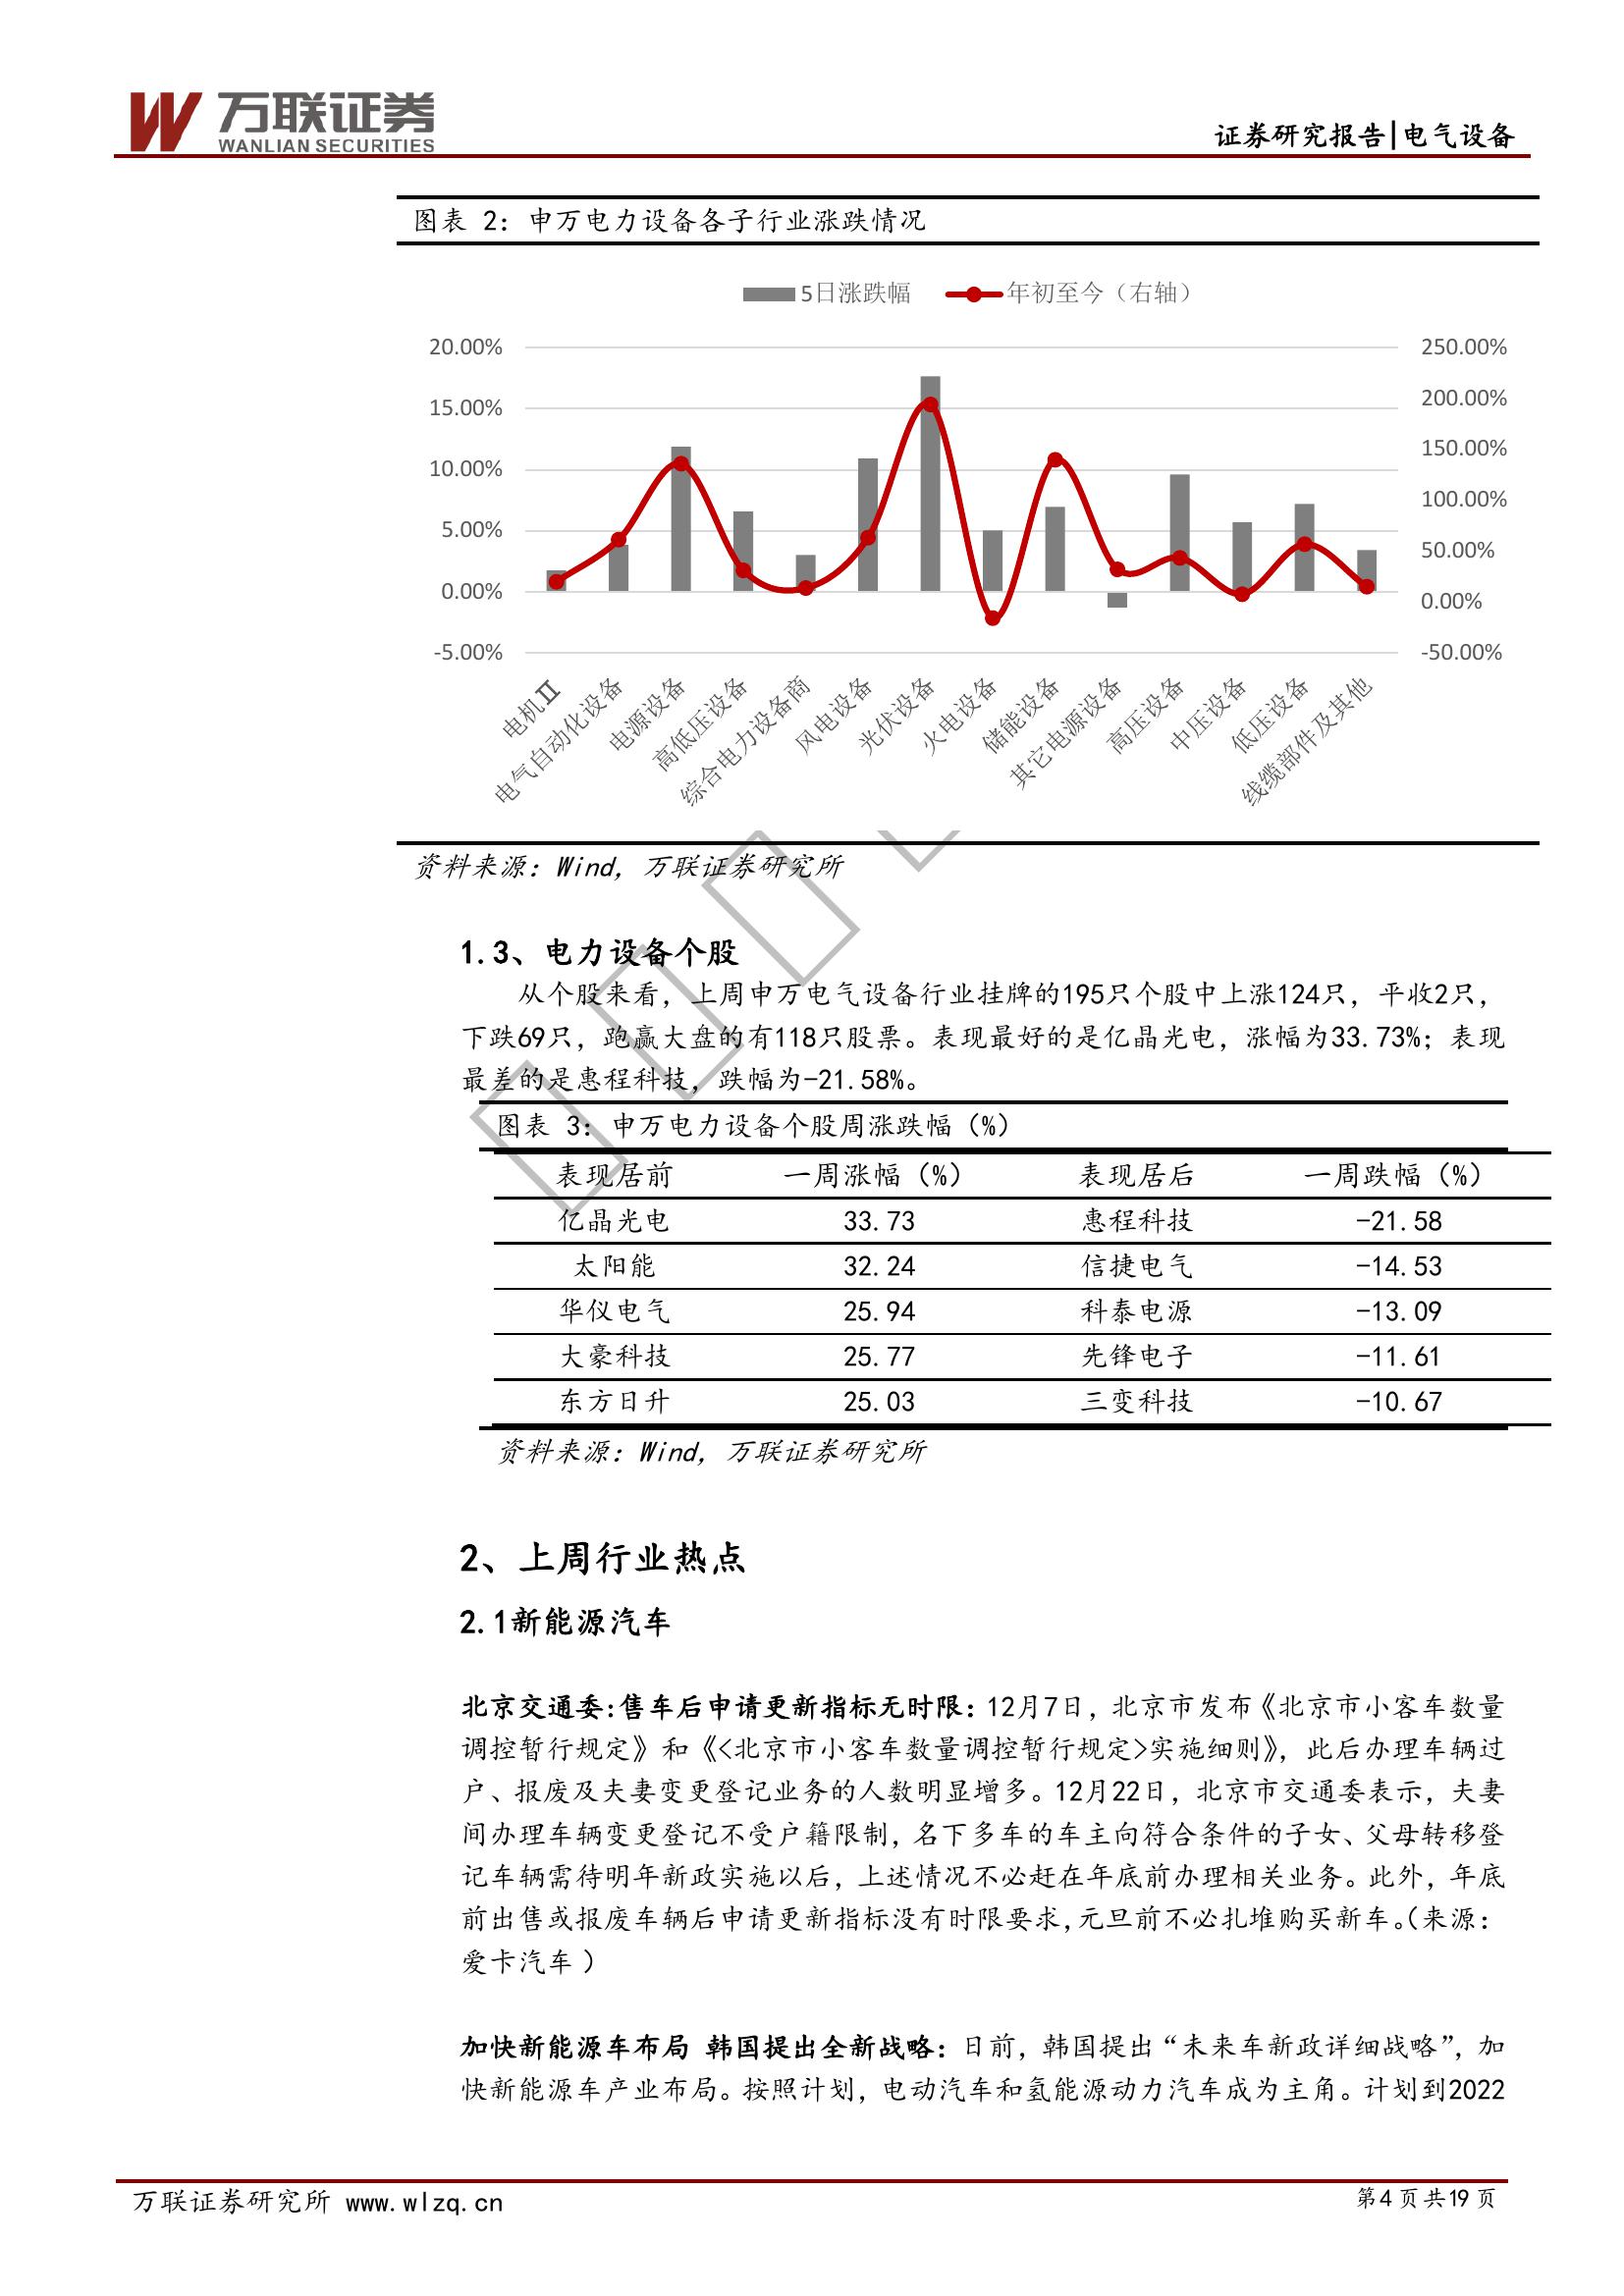 万联证券
WANLIAN SECURITIES
证券研究报告|电气设备
图表 2：申万电力设备各子行业涨跌情况
5日涨跌幅 年初至今（右轴）
20.00% 250.00%
15.00% 200.00%
10.00% 150.00%
5.00% 100.00%
0.00% 50.00%
-5.00% 0.00%
-50.00%
电机Ⅱ
电气自动化设备
电源设备
高低压设备
综合电力设备商
风电设备
光伏设备
火电设备
储能设备
其它电源设备
高压设备
中压设备
低压设备
线缆部件及其他
资料来源：Wind，万联证券研究所
1.3、电力设备个股
从个股来看，上周申万电气设备行业挂牌的195只个股中上涨124只，平收2只，
下跌69只，跑赢大盘的有118只股票。表现最好的是亿晶光电，涨幅为33.73%；表现
最差的是惠程科技，跌幅为-21.58%。
图表 3：申万电力设备个股周涨跌幅（%）
表现居前 一周涨幅（%） 表现居后 一周跌幅（%）
亿晶光电 33.73 惠程科技 -21.58
太阳能 32.24 信捷电气 -14.53
华仪电气 25.94 科泰电源 -13.09
大豪科技 25.77 先锋电子 -11.61
东方日升 25.03 三变科技 -10.67
资料来源：Wind，万联证券研究所
2、上周行业热点
2.1新能源汽车
北京交通委:售车后申请更新指标无时限：12月7日，北京市发布《北京市小客车数量
调控暂行规定》和《<北京市小客车数量调控暂行规定>实施细则》，此后办理车辆过
户、报废及夫妻变更登记业务的人数明显增多。12月22日，北京市交通委表示，夫妻
间办理车辆变更登记不受户籍限制，名下多车的车主向符合条件的子女、父母转移登
记车辆需待明年新政实施以后，上述情况不必赶在年底前办理相关业务。此外，年底
前出售或报废车辆后申请更新指标没有时限要求,元旦前不必扎堆购买新车。（来源：
爱卡汽车 ）
加快新能源车布局 韩国提出全新战略：日前，韩国提出“未来车新政详细战略”，加
快新能源车产业布局。按照计划，电动汽车和氢能源动力汽车成为主角。计划到2022
万联证券研究所 www.wlzq.cn 第4 页 共19 页